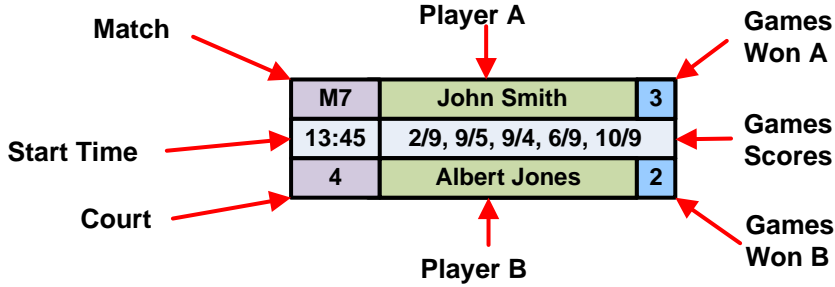 Player A
Match
Games
Won A
M7 John Smith 3
Start Time
13:45 2/9, 9/5, 9/4, 6/9, 10/9
Games
Scores
4 Albert Jones 2
Court
Games
Won B
Player B